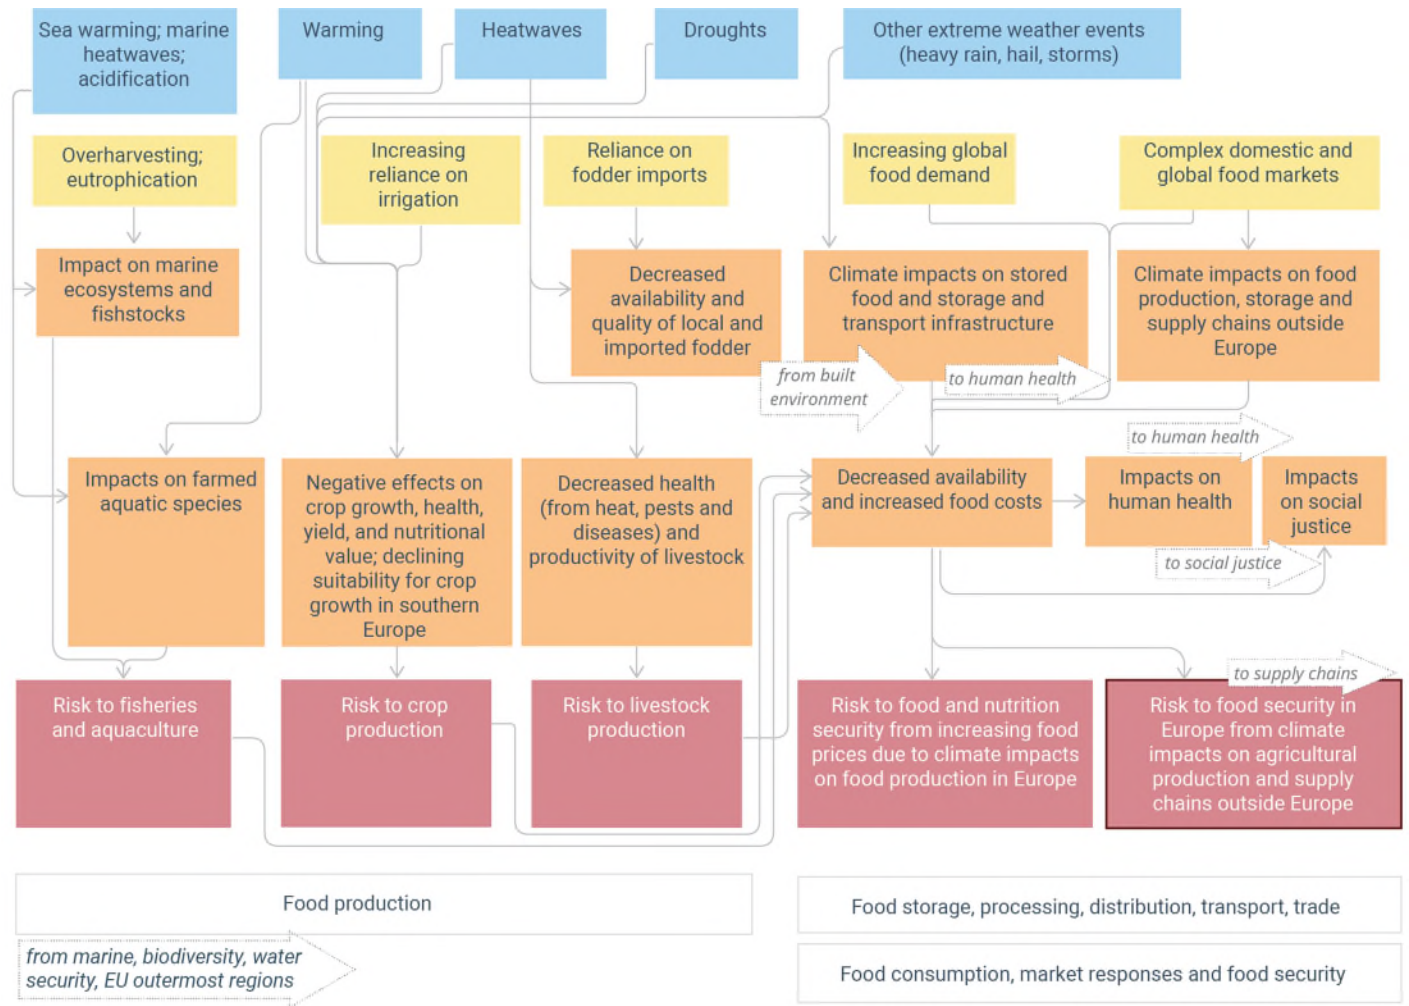 Sea warming; marine
heatwaves;
acidification
Warming
Heatwaves
Droughts
Other extreme weather events
(heavy rain, hail, storms)
Overharvesting;
eutrophication
Increasing
reliance on
irrigation
Reliance on
fodder imports
Increasing global
food demand
Complex domestic and
global food markets
Impact on marine
ecosystems and
fishstocks
Decreased
availability and
quality of local and
imported fodder
Climate impacts on stored
food and storage and
transport infrastructure
Climate impacts on food
production, storage and
supply chains outside
Europe
from built
environment
to human health
to human health
Impacts on farmed
aquatic species
Negative effects on
crop growth, health,
yield, and nutritional
value; declining
suitability for crop
growth in southern
Europe
Decreased health
(from heat, pests and
diseases) and
productivity of livestock
Decreased availability
and increased food costs
Impacts on
human health
Impacts
on social
justice
to social justice
to supply chains
Risk to fisheries
and aquaculture
Risk to crop
production
Risk to livestock
production
Risk to food and nutrition
security from increasing food
prices due to climate impacts
on food production in Europe
Risk to food security in
Europe from climate
impacts on agricultural
production and supply
chains outside Europe
Food production
Food storage, processing, distribution, transport, trade
from marine, biodiversity, water
security, EU outermost regions
Food consumption, market responses and food security